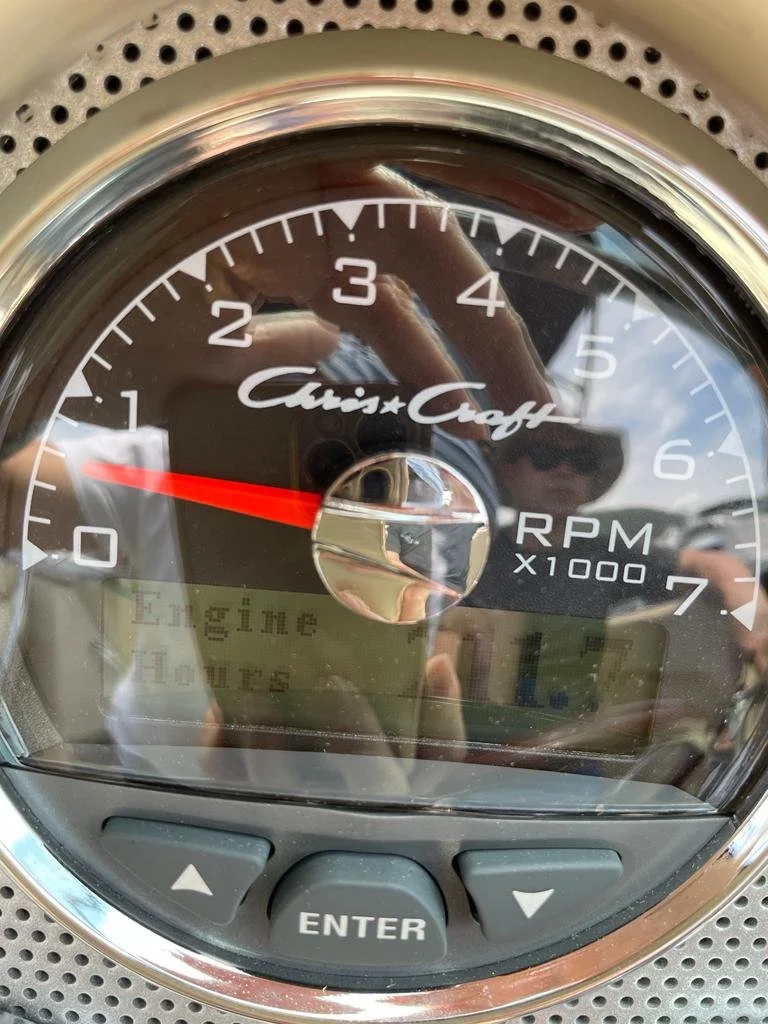 0
1
2
3
4
5
6
7
Chris Craft
RPM
X1000
Engine
Hours
ENTER